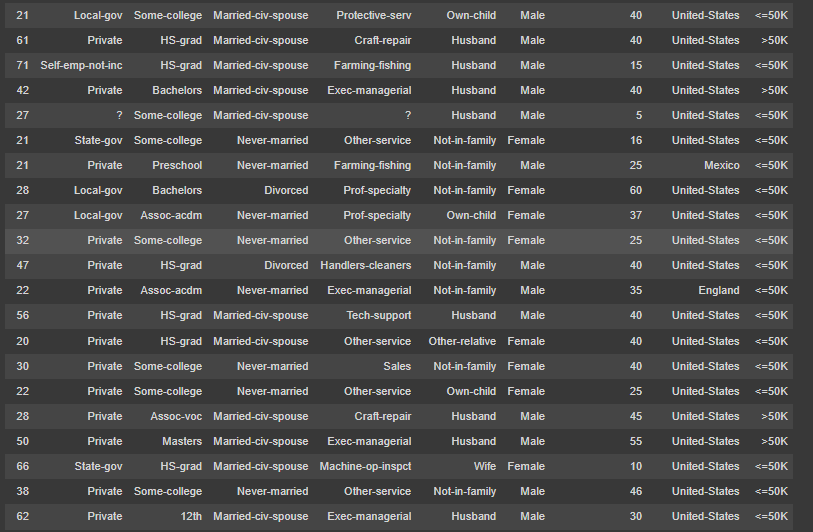 21 Local-gov Some-college Married-civ-spouse Protective-serv Own-child Male 40 United-States <=50K
61 Private HS-grad Married-civ-spouse Craft-repair Husband Male 40 United-States >50K
71 Self-emp-not-inc HS-grad Married-civ-spouse Farming-fishing Husband Male 15 United-States <=50K
42 Private Bachelors Married-civ-spouse Exec-managerial Husband Male 40 United-States >50K
27 ? Some-college Married-civ-spouse ? Husband Male 5 United-States <=50K
21 State-gov Some-college Never-married Other-service Not-in-family Female 16 United-States <=50K
21 Private Preschool Never-married Farming-fishing Not-in-family Male 25 Mexico <=50K
28 Local-gov Bachelors Divorced Prof-specialty Not-in-family Female 60 United-States <=50K
27 Local-gov Assoc-acdm Never-married Prof-specialty Own-child Female 37 United-States <=50K
32 Private Some-college Never-married Other-service Not-in-family Female 25 United-States <=50K
47 Private HS-grad Divorced Handlers-cleaners Not-in-family Male 40 United-States <=50K
22 Private Assoc-acdm Never-married Exec-managerial Not-in-family Male 35 England <=50K
56 Private HS-grad Married-civ-spouse Tech-support Husband Male 40 United-States <=50K
20 Private HS-grad Married-civ-spouse Other-service Other-relative Female 40 United-States <=50K
30 Private Some-college Never-married Sales Not-in-family Female 40 United-States <=50K
22 Private Some-college Never-married Other-service Own-child Female 25 United-States <=50K
28 Private Assoc-voc Married-civ-spouse Craft-repair Husband Male 45 United-States >50K
50 Private Masters Married-civ-spouse Exec-managerial Husband Male 55 United-States >50K
66 State-gov HS-grad Married-civ-spouse Machine-op-inspct Wife Female 10 United-States <=50K
38 Private Some-college Never-married Other-service Not-in-family Male 46 United-States <=50K
62 Private 12th Married-civ-spouse Exec-managerial Husband Male 30 United-States <=50K